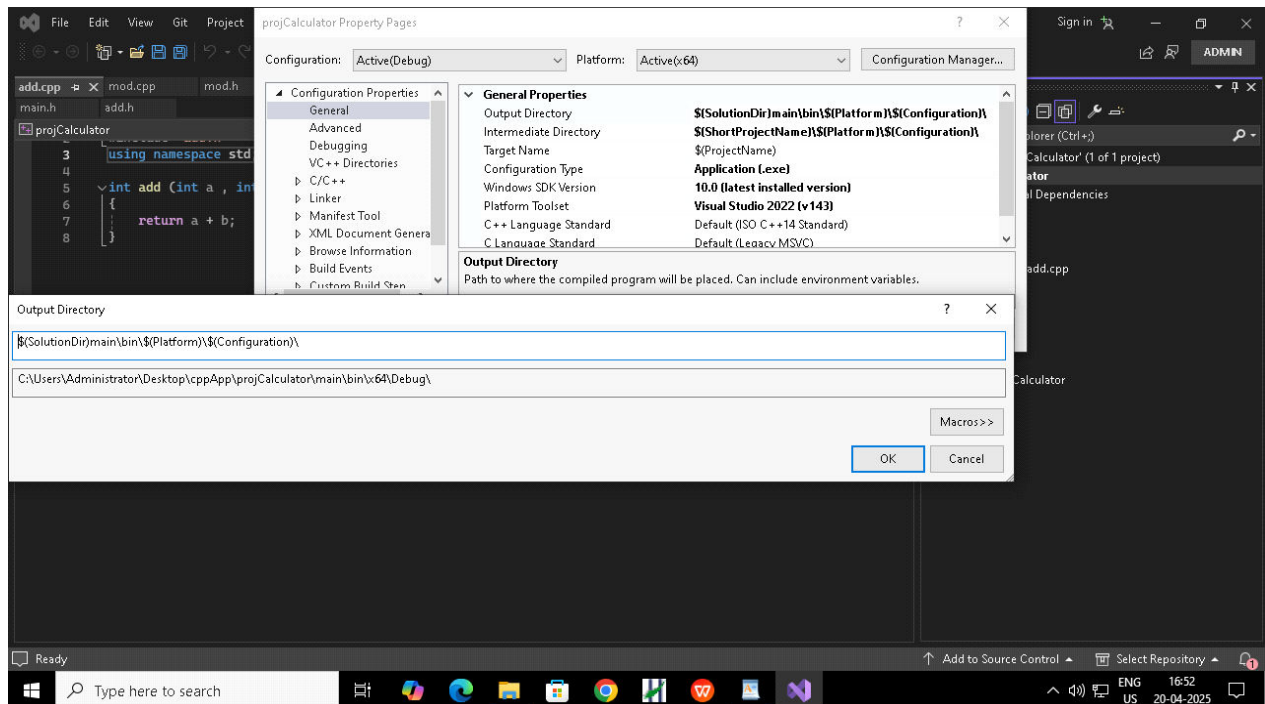 File Edit View Git Project
projCalculator Property Pages
? ×
Sign in
ADMIN
Configuration: Active(Debug)
Platform: Active(x64)
Configuration Manager...
add.cpp mod.cpp mod.h
main.h add.h
projCalculator
3 using namespace std
4
5 int add (int a , int
6 {
7 return a + b;
8 }
Configuration Properties
General
Advanced
Debugging
VC++ Directories
C/C++
Linker
Manifest Tool
XML Document Genera
Browse Information
Build Events
Custom Build Step
General Properties
Output Directory $(SolutionDir)main\bin\$(Platform)\$(Configuration)\
Intermediate Directory $(ShortProjectName)\$(Platform)\$(Configuration)\
Target Name $(ProjectName)
Configuration Type Application (.exe)
Windows SDK Version 10.0 (latest installed version)
Platform Toolset Visual Studio 2022 (v143)
C++ Language Standard Default (ISO C++14 Standard)
C Language Standard Default (Legacy MSVC)
Output Directory
Path to where the compiled program will be placed. Can include environment variables.
plorer (Ctrl+;)
Calculator' (1 of 1 project)
ator
al Dependencies
add.cpp
Calculator
Output Directory
? ×
$(SolutionDir)main\bin\$(Platform)\$(Configuration)\
C:\Users\Administrator\Desktop\cppApp\projCalculator\main\bin\x64\Debug\
Macros>>
OK Cancel
Ready
Add to Source Control
Select Repository
1
Type here to search
ENG
US
16:52
20-04-2025